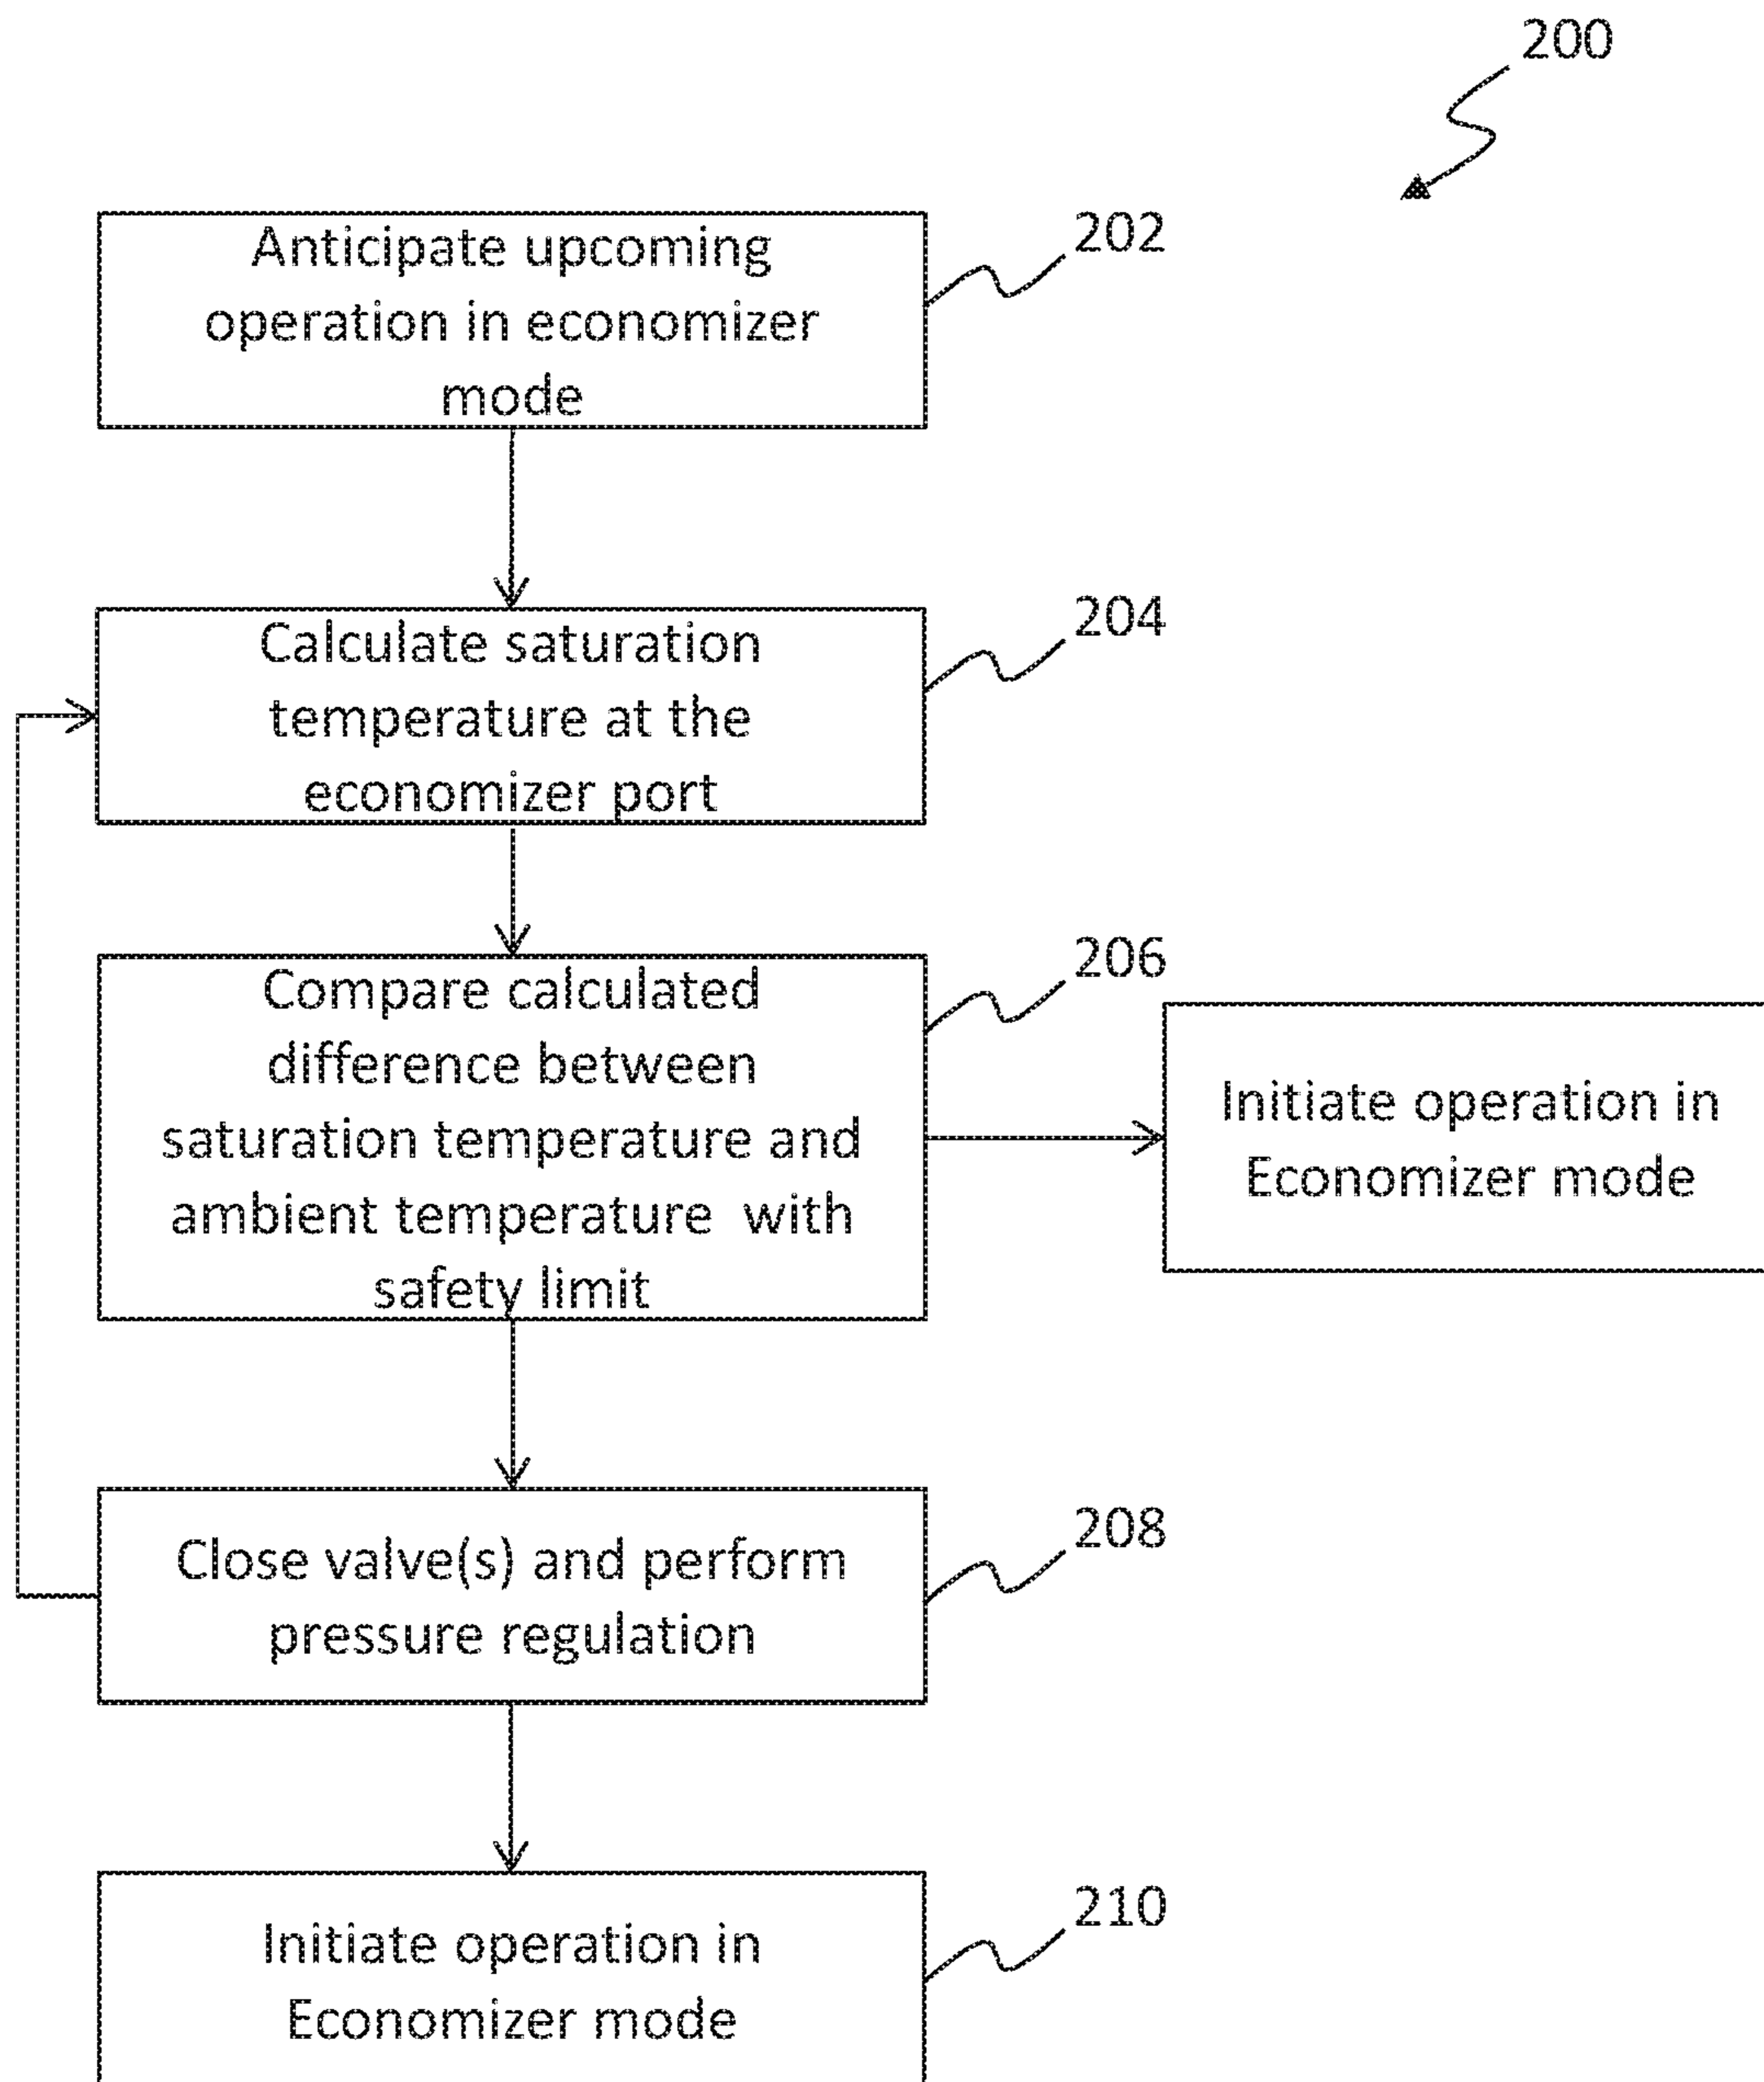 200
Anticipate upcoming
operation in economizer
mode
202
Calculate saturation
temperature at the
economizer port
204
Compare calculated
difference between
saturation temperature and
ambient temperature with
safety limit
206
Initiate operation in
Economizer mode
Close valve(s) and perform
pressure regulation
208
Initiate operation in
Economizer mode
210